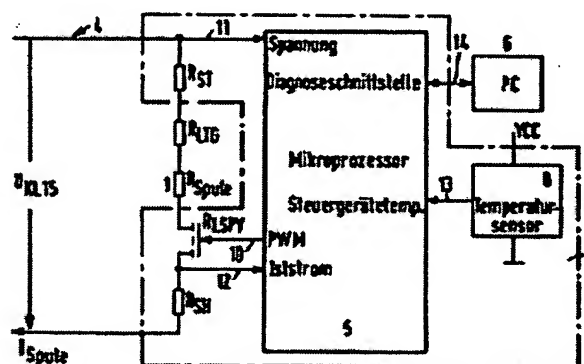 4
11
Spannung
14
6
PC
R_ST
Diagnoseschnittstelle
R_LTG
Mikroprozessor
VCC
U_KL15
1
R_Spule
Steuergerätetemp.
13
8
Temperatur-
sensor
R_LSPY
PWM
10
Iststrom
12
R_SH
5
I_Spule